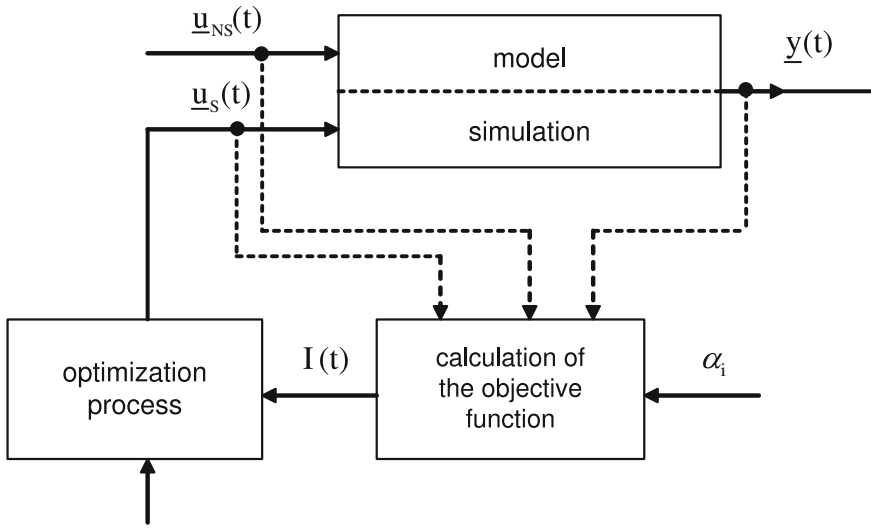 u_NS(t)
model
y(t)
u_S(t)
simulation
optimization
process
I(t)
calculation of
the objective
function
α_i